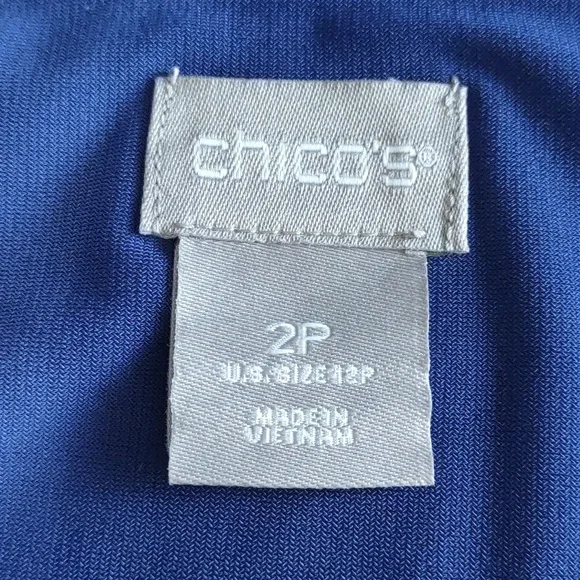 chico's®
2P
U.S. SIZE 12P
MADE IN
VIETNAM